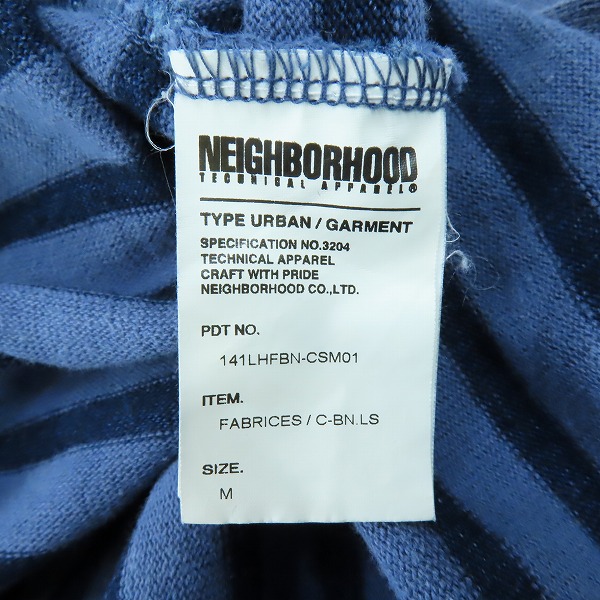 NEIGHBORHOOD
TECHNICAL APPAREL®
TYPE URBAN / GARMENT
SPECIFICATION NO.3204
TECHNICAL APPAREL
CRAFT WITH PRIDE
NEIGHBORHOOD CO.,LTD.
PDT NO.
141LHFBN-CSM01
ITEM.
FABRICES / C-BN.LS
SIZE.
M